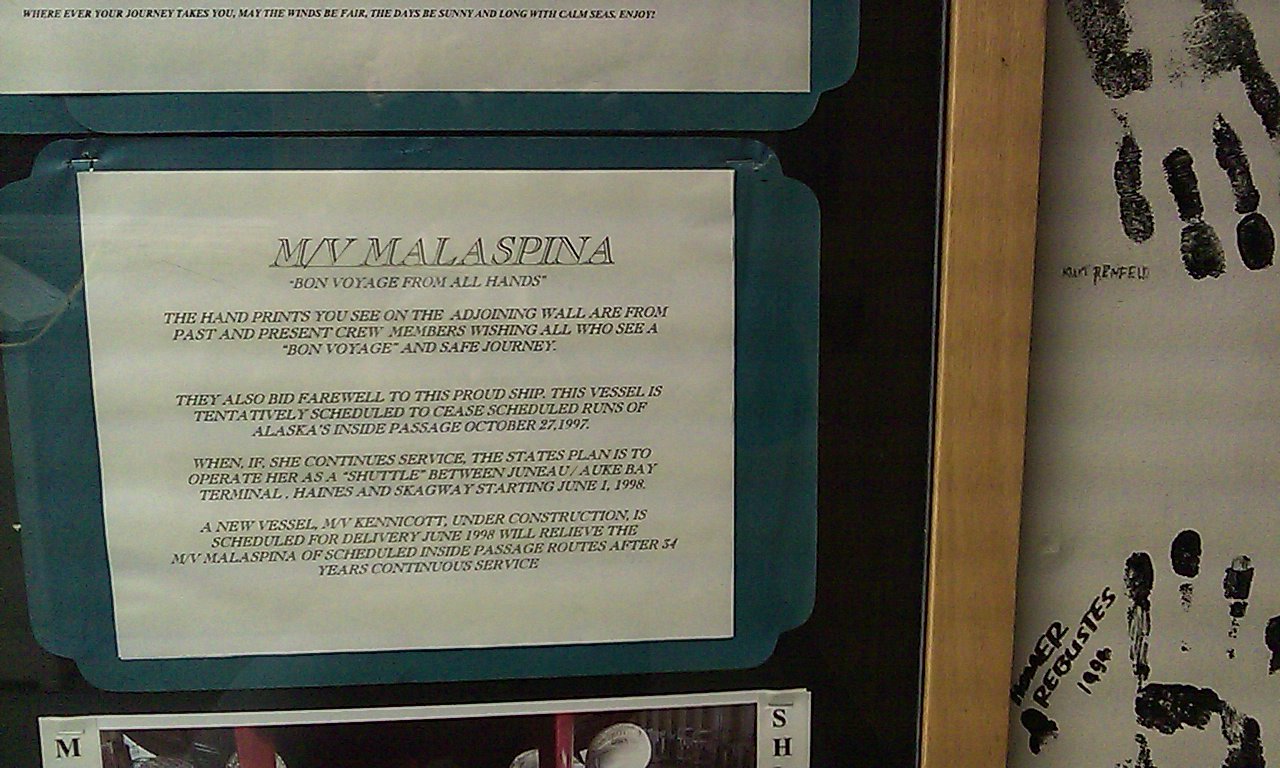 WHERE EVER YOUR JOURNEY TAKES YOU, MAY THE WINDS BE FAIR, THE DAYS BE SUNNY AND LONG WITH CALM SEAS. ENJOY!
M/V MALASPINA
"BON VOYAGE FROM ALL HANDS"
THE HAND PRINTS YOU SEE ON THE ADJOINING WALL ARE FROM
PAST AND PRESENT CREW MEMBERS WISHING ALL WHO SEE A
"BON VOYAGE" AND SAFE JOURNEY.
THEY ALSO BID FAREWELL TO THIS PROUD SHIP. THIS VESSEL IS
TENTATIVELY SCHEDULED TO CEASE SCHEDULED RUNS OF
ALASKA'S INSIDE PASSAGE OCTOBER 27,1997.
WHEN, IF, SHE CONTINUES SERVICE, THE STATES PLAN IS TO
OPERATE HER AS A "SHUTTLE" BETWEEN JUNEAU/ AUKE BAY
TERMINAL . HAINES AND SKAGWAY STARTING JUNE 1, 1998.
A NEW VESSEL, M/V KENNICOTT, UNDER CONSTRUCTION, IS
SCHEDULED FOR DELIVERY JUNE 1998 WILL RELIEVE THE
M/V MALASPINA OF SCHEDULED INSIDE PASSAGE ROUTES AFTER 34
YEARS CONTINUOUS SERVICE
M
S
H
REBUSTES